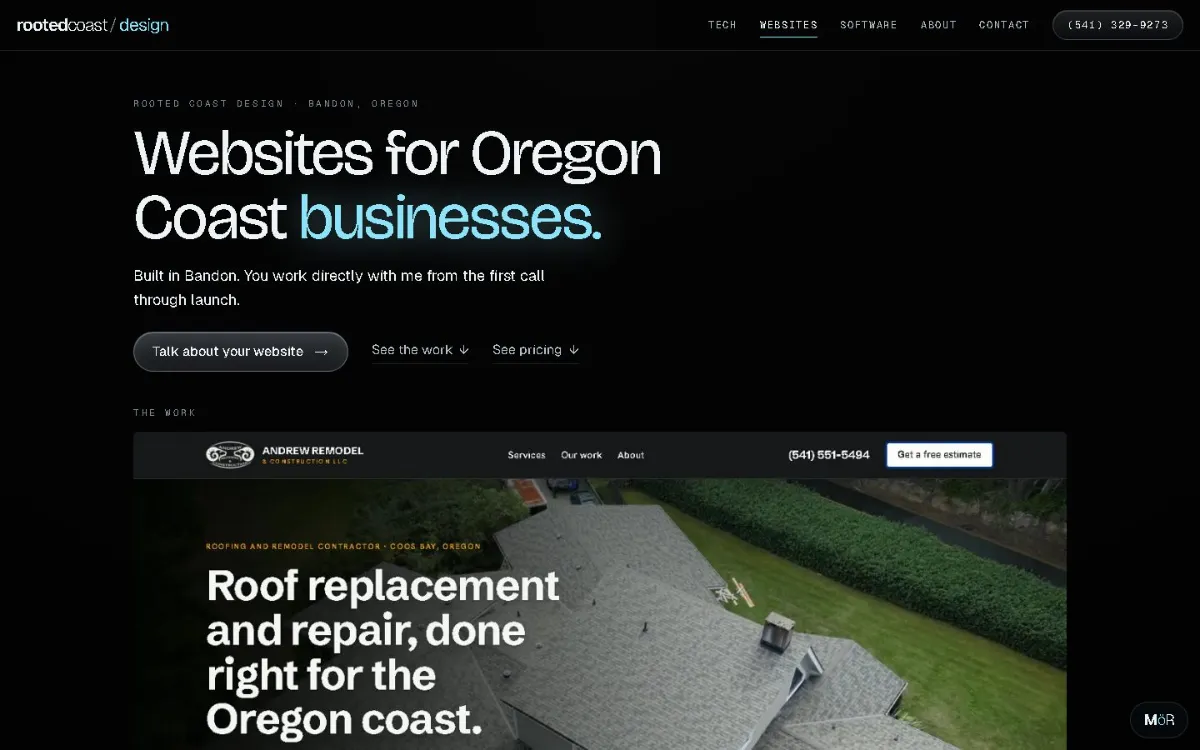 rootedcoast / design
TECH
WEBSITES
SOFTWARE
ABOUT
CONTACT
(541) 329-9273
ROOTED COAST DESIGN · BANDON, OREGON
Websites for Oregon
Coast businesses.
Built in Bandon. You work directly with me from the first call
through launch.
Talk about your website →
See the work ↓
See pricing ↓
THE WORK
ANDREW REMODEL
& CONSTRUCTION LLC
Services
Our work
About
(541) 551-5494
Get a free estimate
ROOFING AND REMODEL CONTRACTOR · COOS BAY, OREGON
Roof replacement
and repair, done
right for the
Oregon coast.
MöR